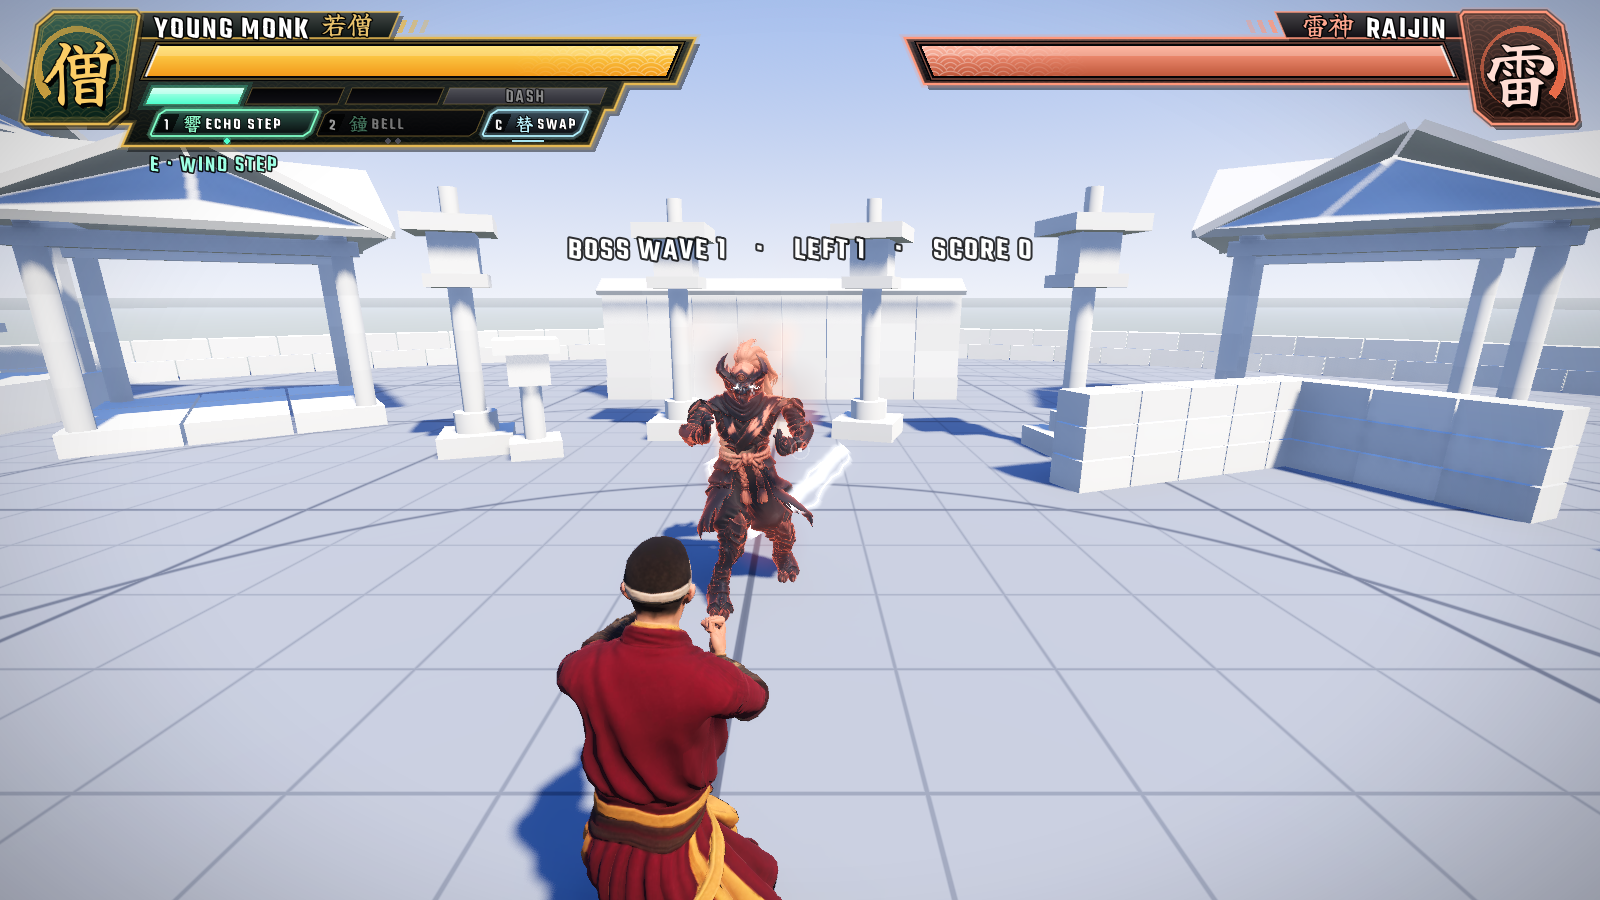 僧
YOUNG MONK 若僧
DASH
1 響 ECHO STEP
2 鐘 BELL
C 替 SWAP
E · WIND STEP
雷神 RAIJIN
雷
BOSS WAVE 1 · LEFT 1 · SCORE 0